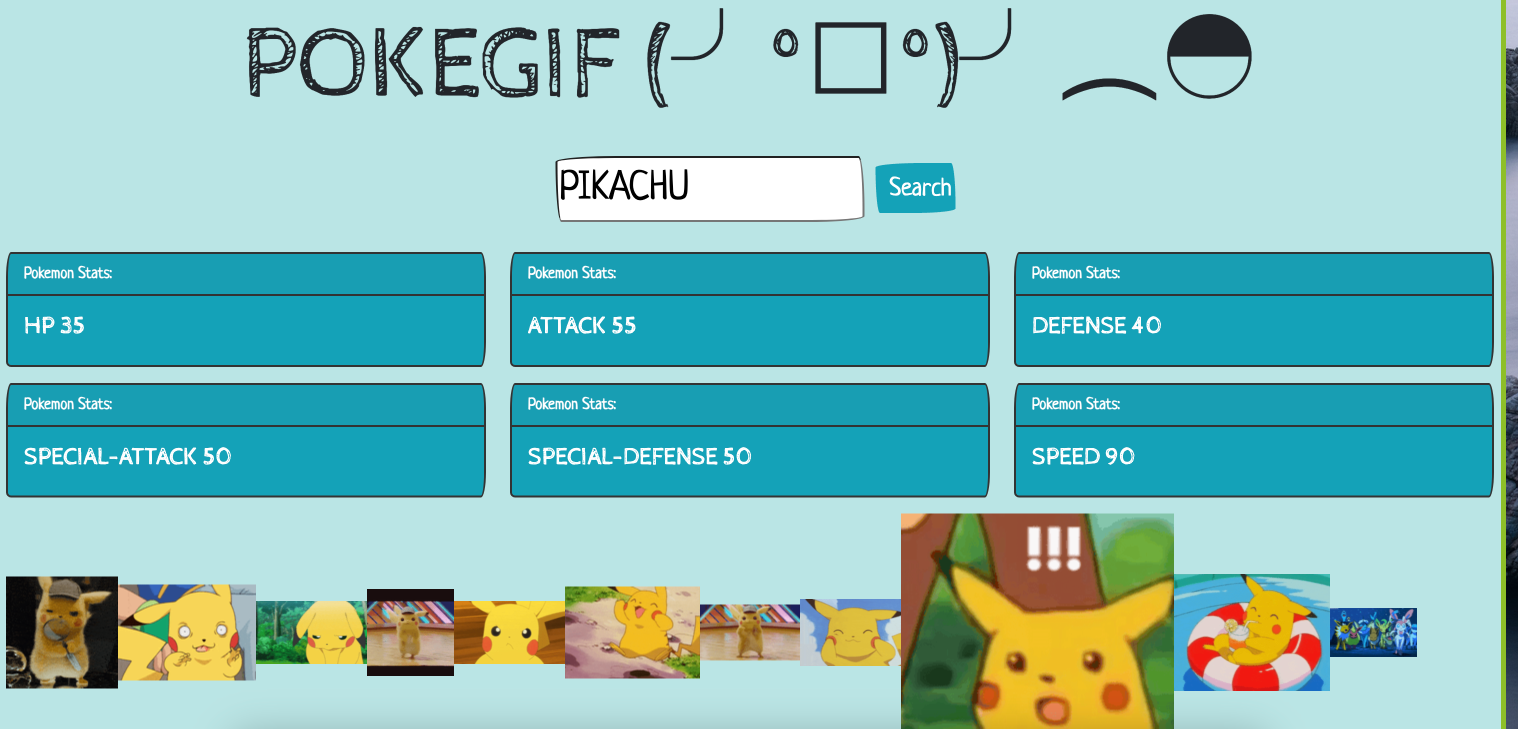 POKEGIF (╯°□°)╯︵◓
PIKACHU
Search
Pokemon Stats:
HP 35
Pokemon Stats:
ATTACK 55
Pokemon Stats:
DEFENSE 40
Pokemon Stats:
SPECIAL-ATTACK 50
Pokemon Stats:
SPECIAL-DEFENSE 50
Pokemon Stats:
SPEED 90
!!!